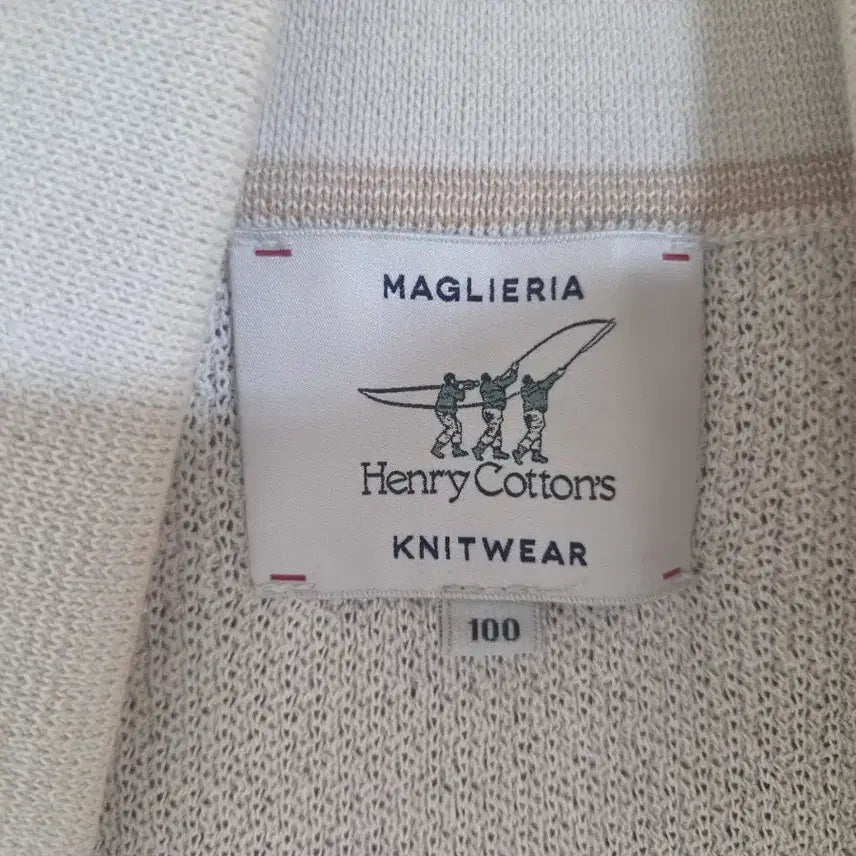 MAGLIERIA
Henry Cotton's
KNITWEAR
100